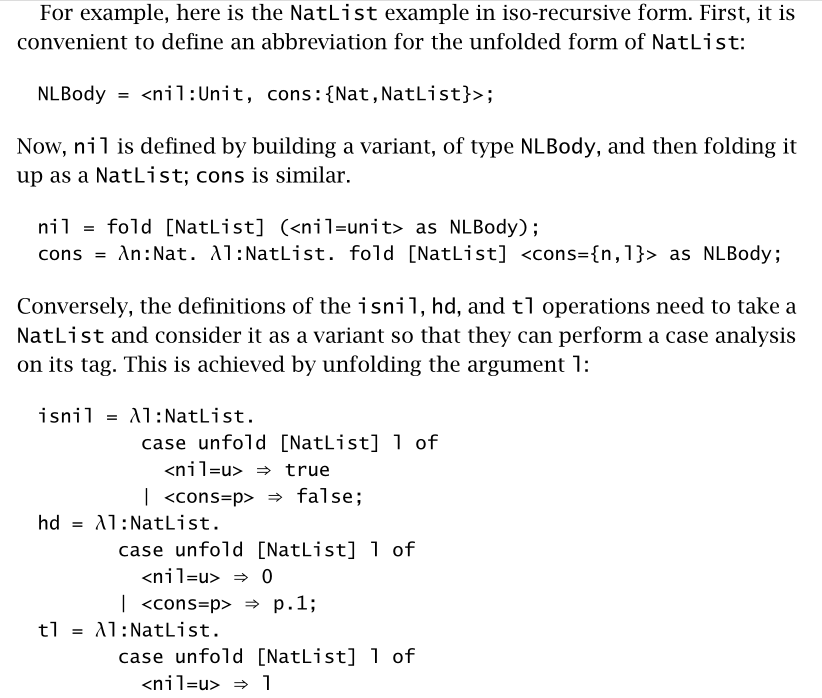 For example, here is the NatList example in iso-recursive form. First, it is
convenient to define an abbreviation for the unfolded form of NatList:
NLBody = <nil:Unit, cons:{Nat,NatList}>;
Now, nil is defined by building a variant, of type NLBody, and then folding it
up as a NatList; cons is similar.
nil = fold [NatList] (<nil=unit> as NLBody);
cons = λn:Nat. λl:NatList. fold [NatList] <cons={n,l}> as NLBody;
Conversely, the definitions of the isnil, hd, and tl operations need to take a
NatList and consider it as a variant so that they can perform a case analysis
on its tag. This is achieved by unfolding the argument l:
isnil = λl:NatList.
case unfold [NatList] l of
<nil=u> ⇒ true
| <cons=p> ⇒ false;
hd = λl:NatList.
case unfold [NatList] l of
<nil=u> ⇒ 0
| <cons=p> ⇒ p.1;
tl = λl:NatList.
case unfold [NatList] l of
<nil=u> ⇒ l